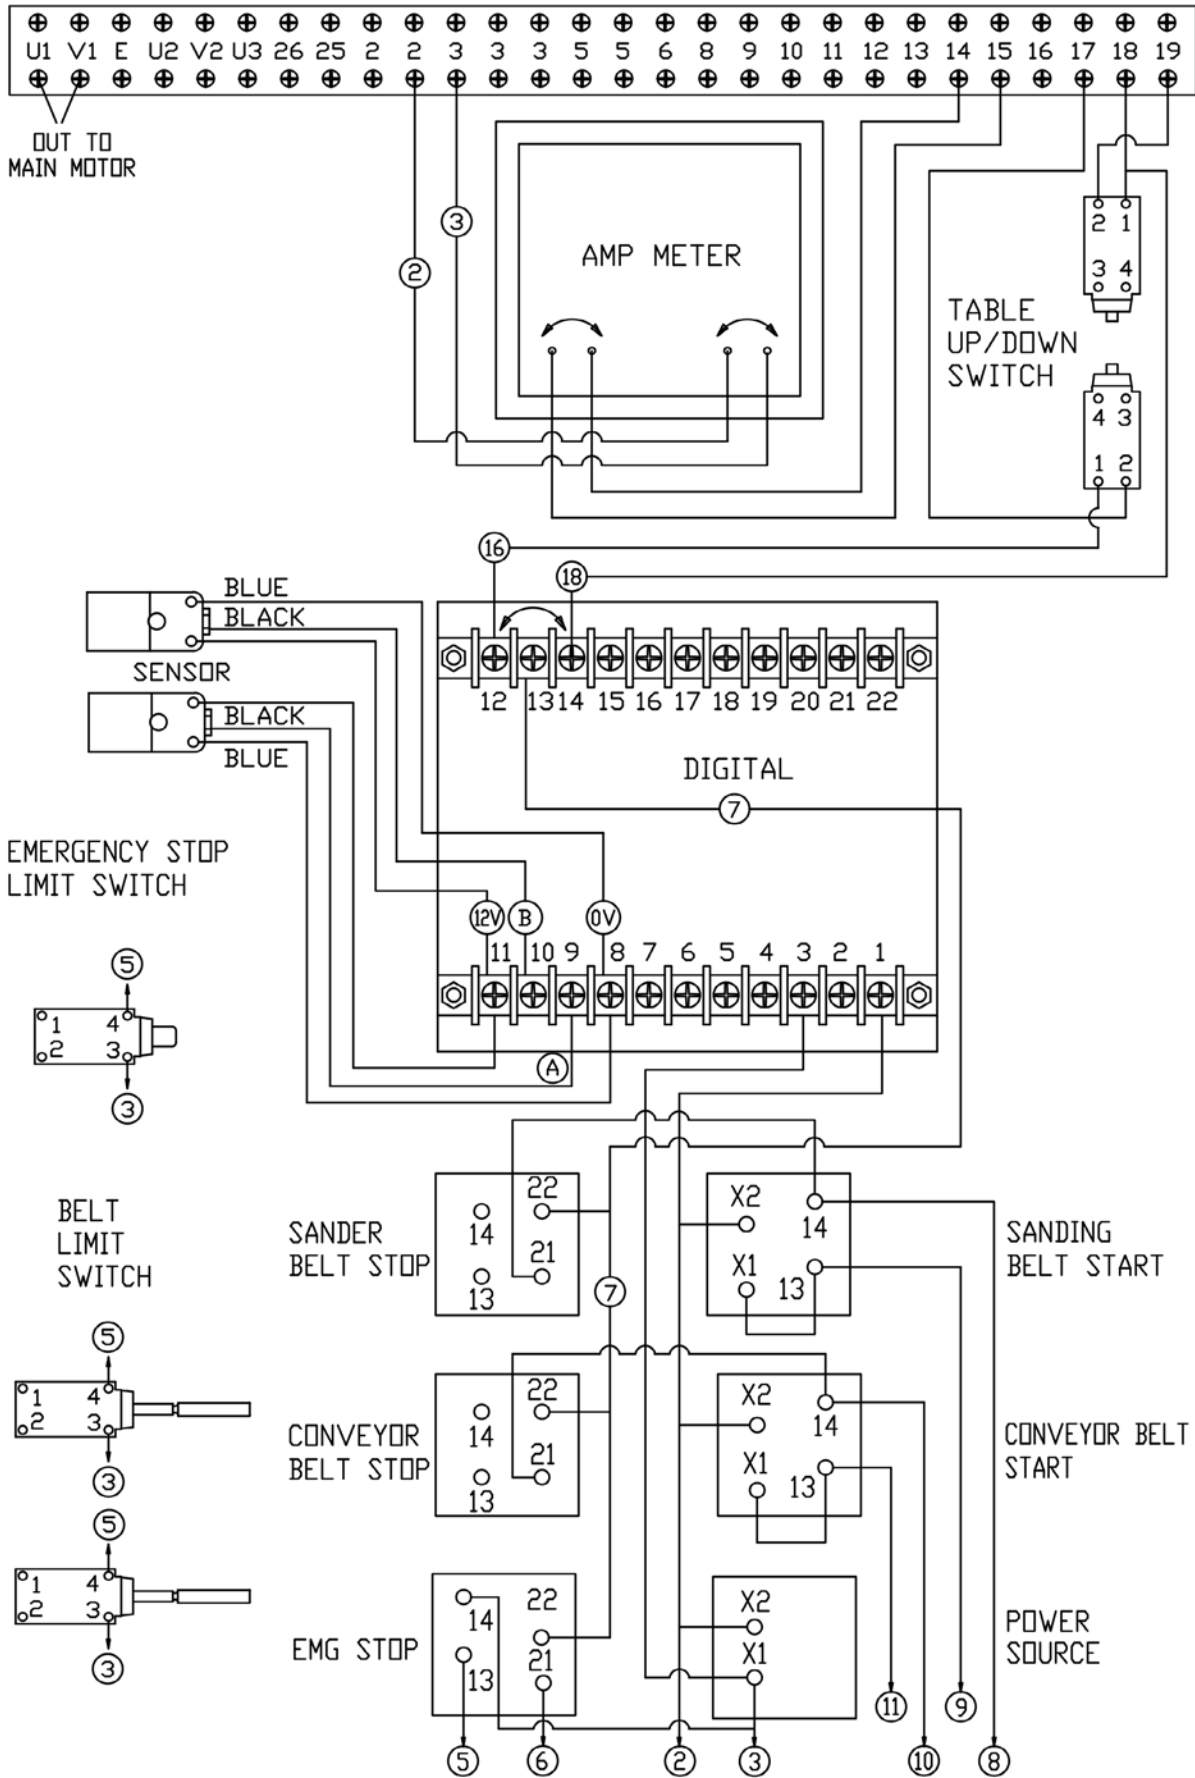 U1 V1 E U2 V2 U3 26 25 2 2 3 3 3 5 5 6 8 9 10 11 12 13 14 15 16 17 18 19
OUT TO
MAIN MOTOR
3
2
AMP METER
2 1
3 4
TABLE
UP/DOWN
SWITCH
4 3
1 2
16
18
BLUE
BLACK
SENSOR
BLACK
BLUE
12 13 14 15 16 17 18 19 20 21 22
DIGITAL
7
EMERGENCY STOP
LIMIT SWITCH
12V B 0V
11 10 9 8 7 6 5 4 3 2 1
5
1 4
2 3
3
A
BELT
LIMIT
SWITCH
SANDER
BELT STOP
22
14
21
13
7
X2
14
X1
13
SANDING
BELT START
5
1 4
2 3
3
CONVEYOR
BELT STOP
22
14
21
13
X2
14
X1
13
CONVEYOR BELT
START
5
1 4
2 3
3
EMG STOP
22
14
21
13
X2
X1
POWER
SOURCE
11 9
5 6 2 3 10 8